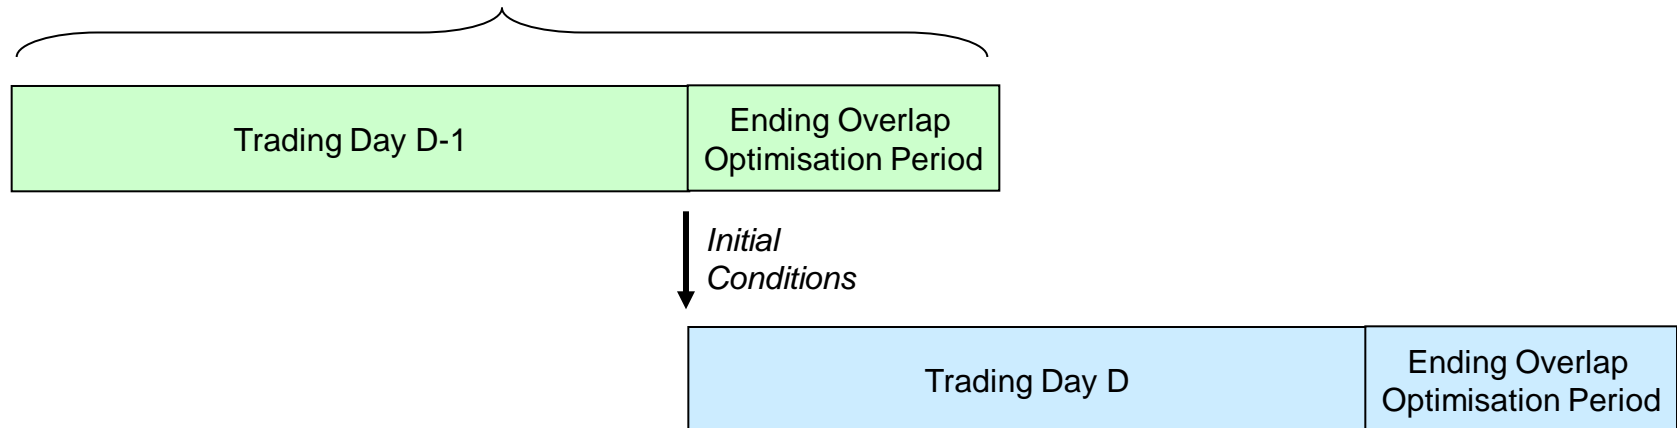 Trading Day D-1
Ending Overlap
Optimisation Period
Initial
Conditions
Trading Day D
Ending Overlap
Optimisation Period